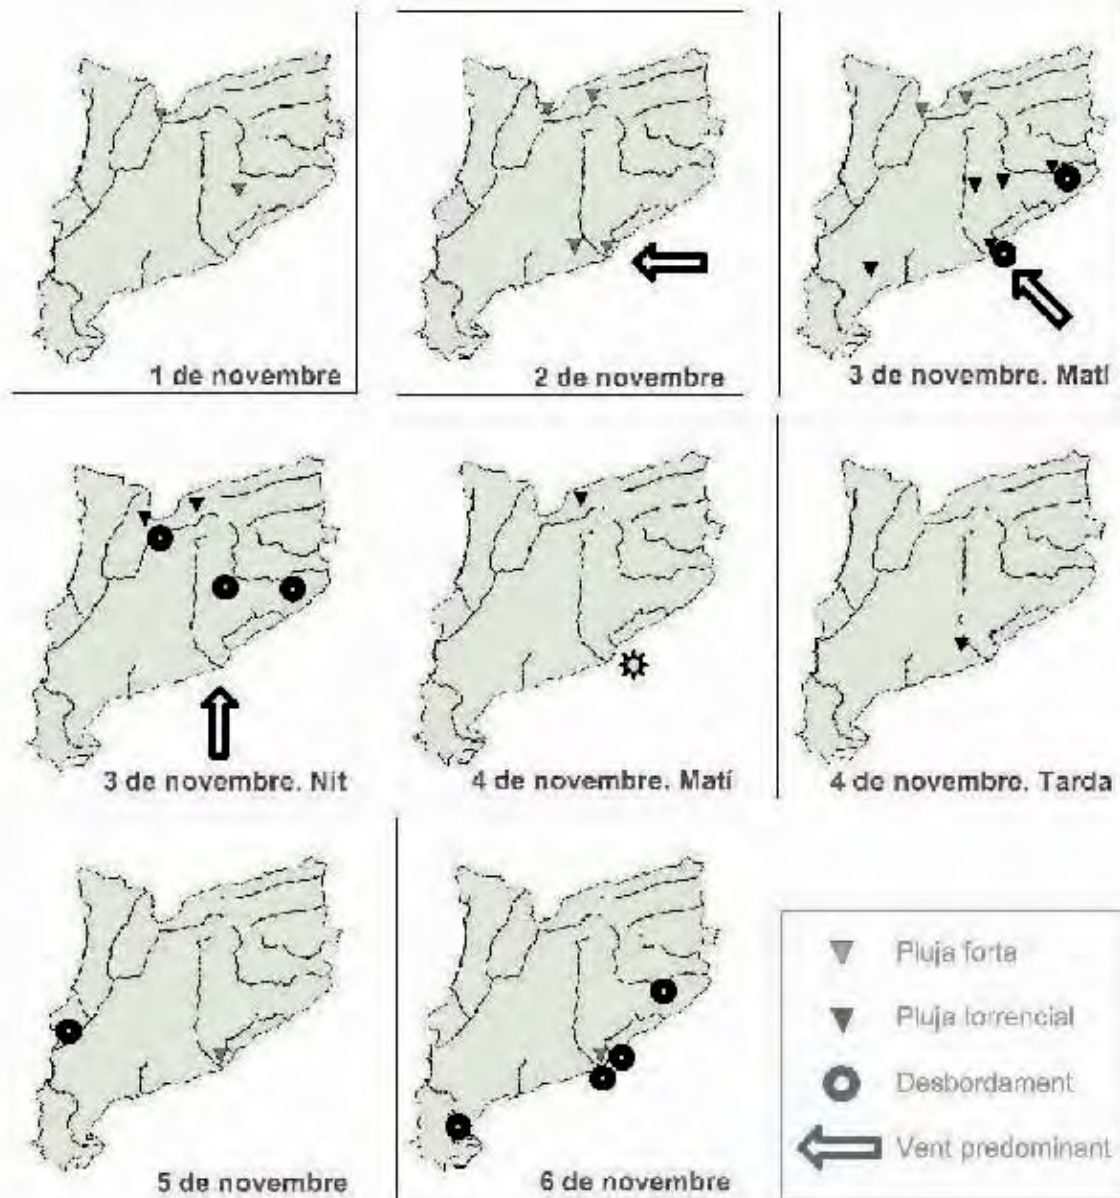 1 de novembre
2 de novembre
3 de novembre. Matí
3 de novembre. Nit
4 de novembre. Matí
4 de novembre. Tarda
5 de novembre
6 de novembre
Pluja forta
Pluja torrencial
Desbordament
Vent predominant